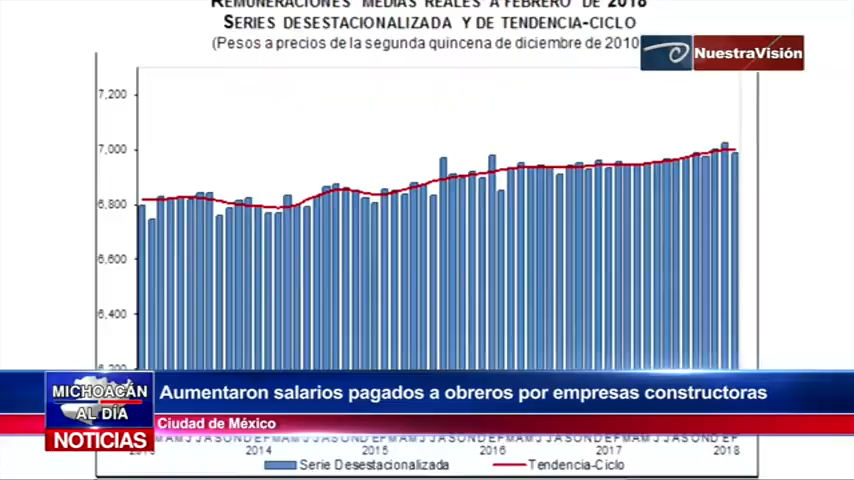 REMUNERACIONES MEDIAS REALES A FEBRERO DE 2018
SERIES DESESTACIONALIZADA Y DE TENDENCIA-CICLO
(Pesos a precios de la segunda quincena de diciembre de 2010
NuestraVisión
7,200
7,000
6,800
6,600
6,400
6,200
MICHOACÁN
AL DÍA
NOTICIAS
Aumentaron salarios pagados a obreros por empresas constructoras
Ciudad de México
2014
2015
2016
2017
2018
Serie Desestacionalizada
Tendencia-Ciclo